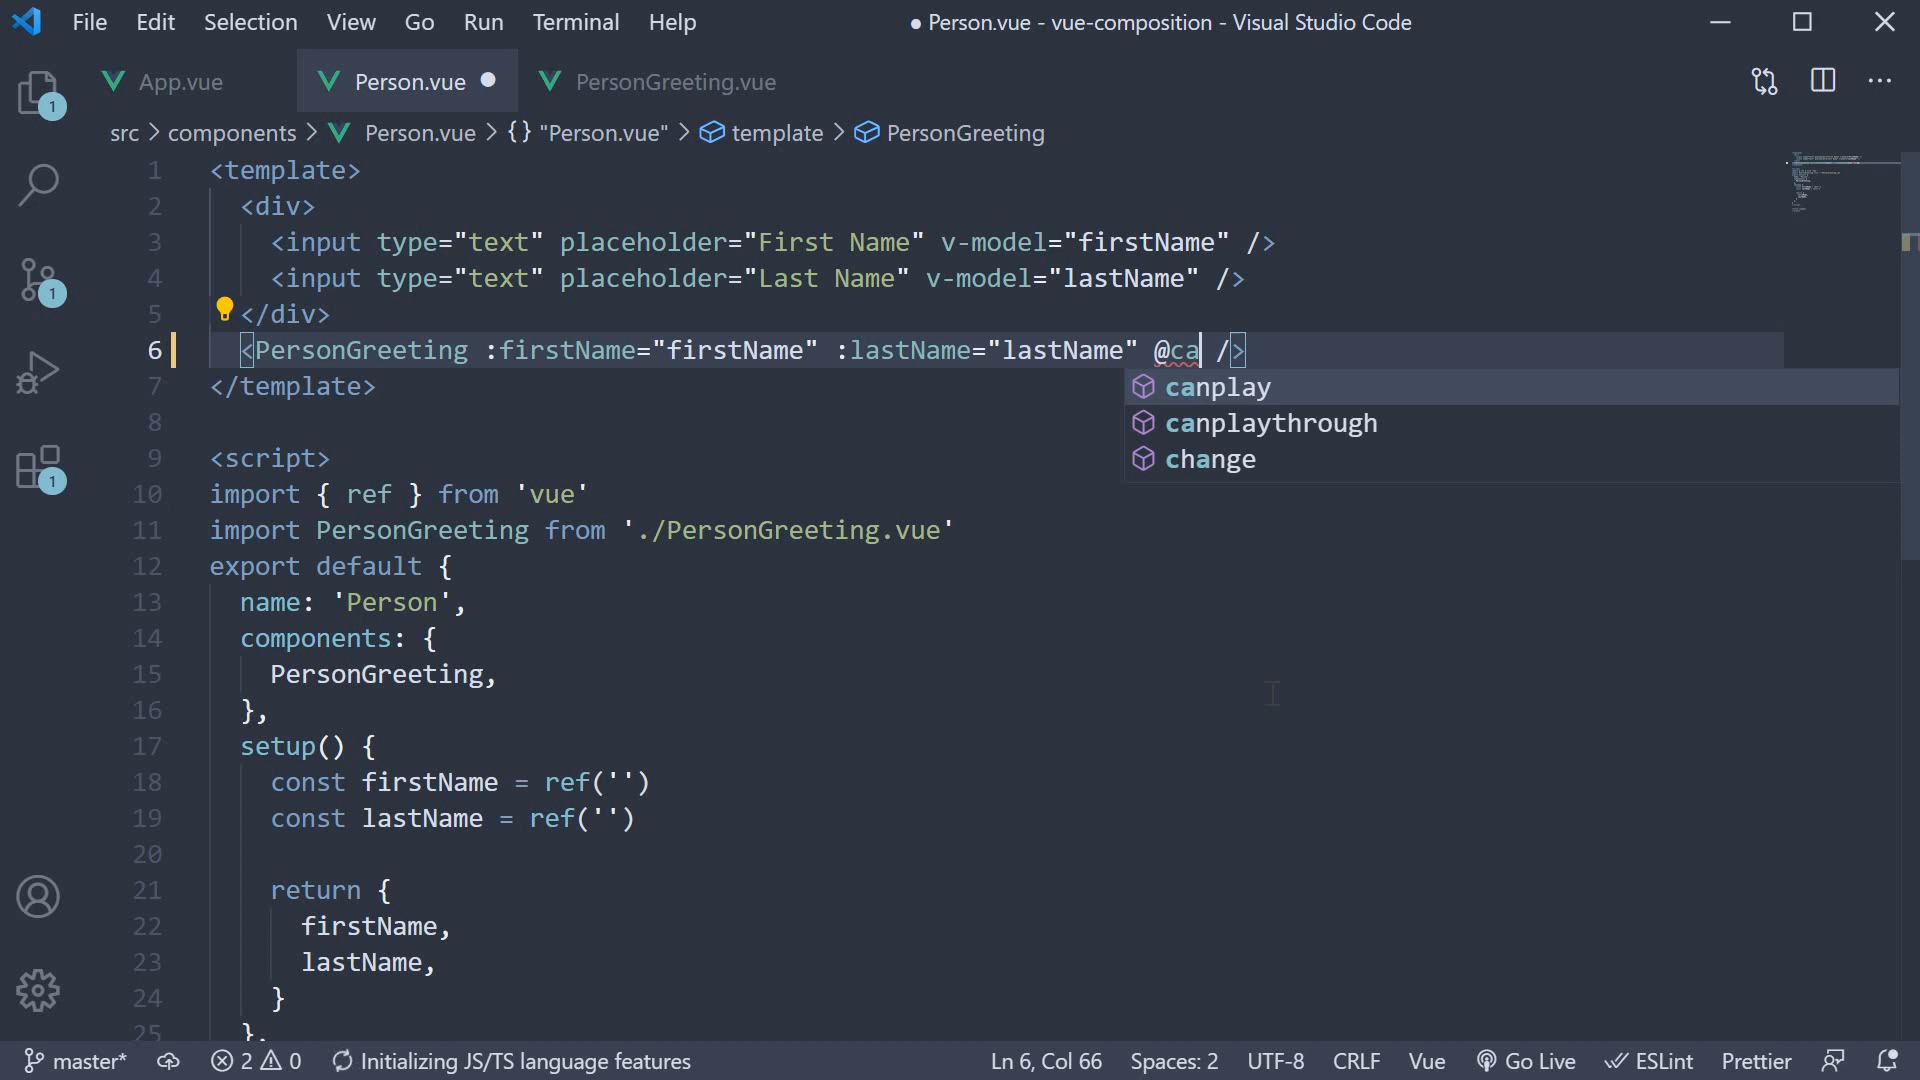 File Edit Selection View Go Run Terminal Help ● Person.vue - vue-composition - Visual Studio Code
App.vue Person.vue PersonGreeting.vue
src > components > Person.vue > {} "Person.vue" > template > PersonGreeting
1 <template>
2 <div>
3 <input type="text" placeholder="First Name" v-model="firstName" />
4 <input type="text" placeholder="Last Name" v-model="lastName" />
5 </div>
6 <PersonGreeting :firstName="firstName" :lastName="lastName" @ca />
7 </template>
canplay
canplaythrough
change
8
9 <script>
10 import { ref } from 'vue'
11 import PersonGreeting from './PersonGreeting.vue'
12 export default {
13 name: 'Person',
14 components: {
15 PersonGreeting,
16 },
17 setup() {
18 const firstName = ref('')
19 const lastName = ref('')
20
21 return {
22 firstName,
23 lastName,
24 }
25 },
1
1
1
master* 2 0 Initializing JS/TS language features Ln 6, Col 66 Spaces: 2 UTF-8 CRLF Vue Go Live ESLint Prettier